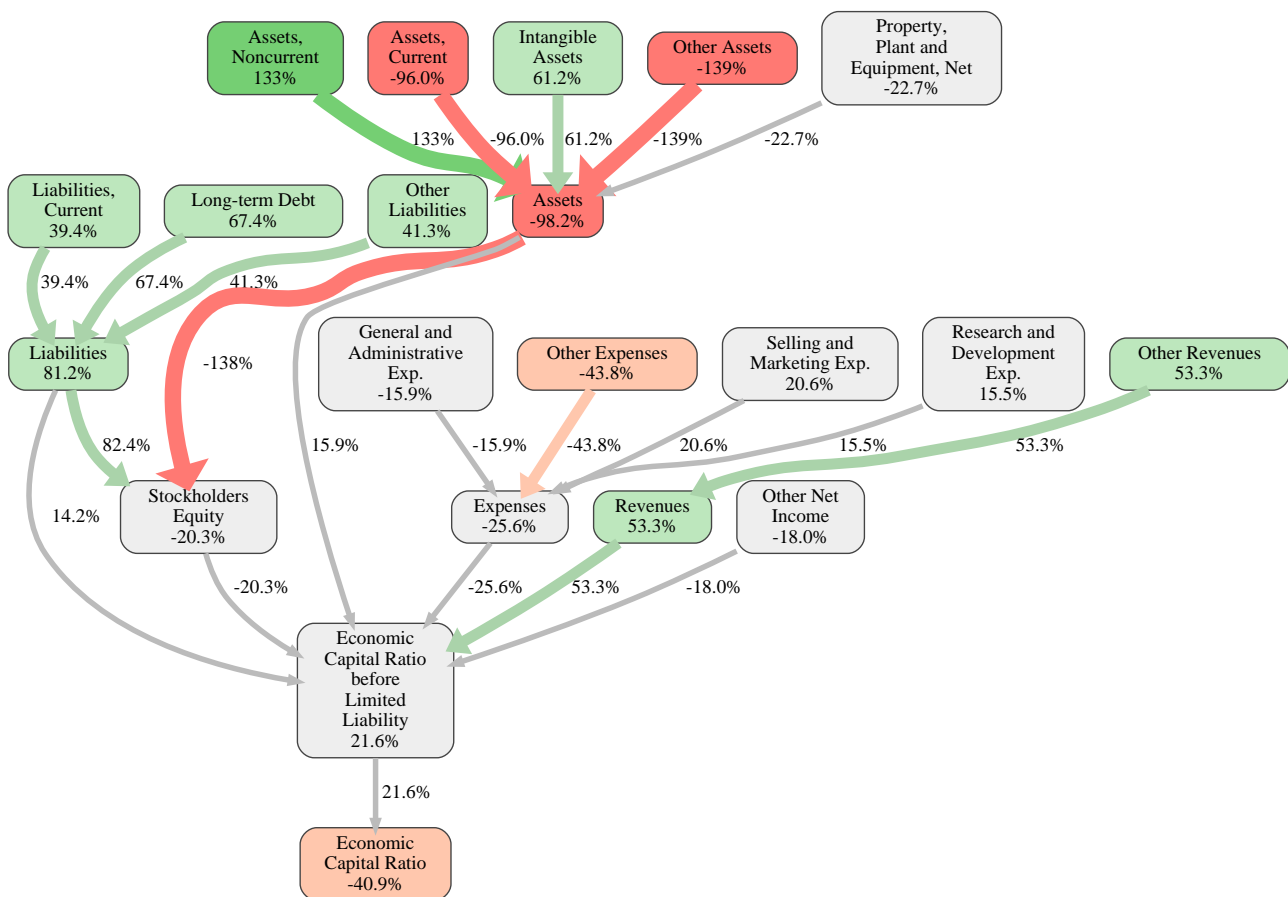 Assets,
Noncurrent
133%
Assets,
Current
-96.0%
Intangible
Assets
61.2%
Other Assets
-139%
Property,
Plant and
Equipment, Net
-22.7%
133%
-96.0%
61.2%
-139%
-22.7%
Liabilities,
Current
39.4%
Long-term Debt
67.4%
Other
Liabilities
41.3%
Assets
-98.2%
39.4%
67.4%
41.3%
Liabilities
81.2%
-138%
General and
Administrative
Exp.
-15.9%
Other Expenses
-43.8%
Selling and
Marketing Exp.
20.6%
Research and
Development
Exp.
15.5%
Other Revenues
53.3%
82.4%
15.9%
-15.9%
-43.8%
20.6%
15.5%
53.3%
Stockholders
Equity
-20.3%
Expenses
-25.6%
Revenues
53.3%
Other Net
Income
-18.0%
14.2%
-20.3%
-25.6%
53.3%
-18.0%
Economic
Capital Ratio
before
Limited
Liability
21.6%
21.6%
Economic
Capital Ratio
-40.9%